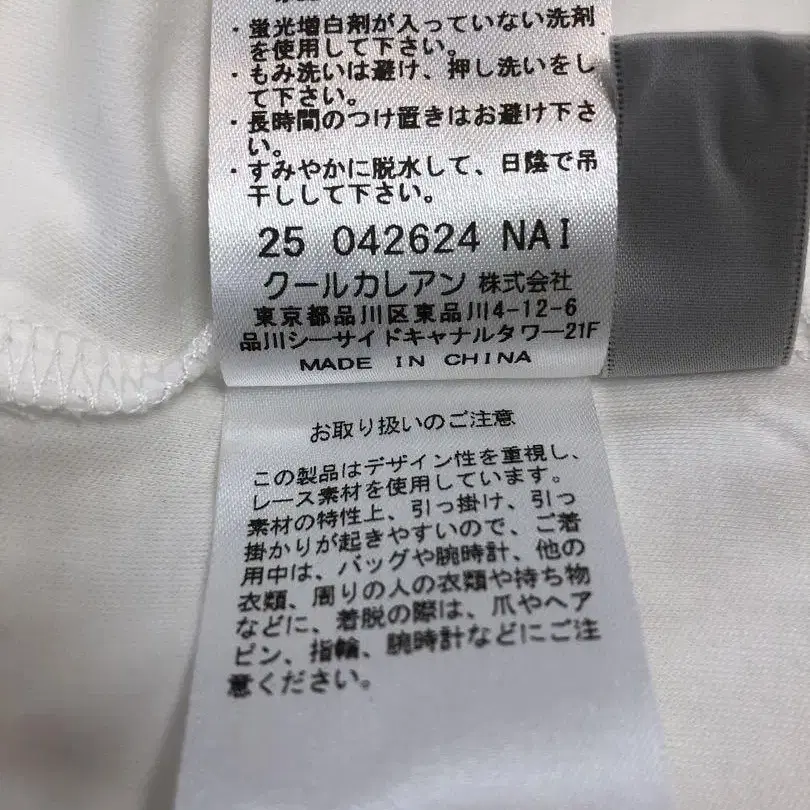 ・蛍光増白剤が入っていない洗剤
を使用して下さい。
・もみ洗いは避け、押し洗いをし
て下さい。
・長時間のつけ置きはお避け下さ
い。
・すみやかに脱水して、日陰で吊
干しして下さい。
25 042624 NAI
クールカレアン 株式会社
東京都品川区東品川4-12-6
品川シーサイドキャナルタワー21F
MADE IN CHINA
お取り扱いのご注意
この製品はデザイン性を重視し、
レース素材を使用しています。
素材の特性上、引っ掛け、引っ
掛かりが起きやすいので、ご着
用中は、バッグや腕時計、他の
衣類、周りの人の衣類や持ち物
などに、着脱の際は、爪やヘア
ピン、指輪、腕時計などにご注
意ください。